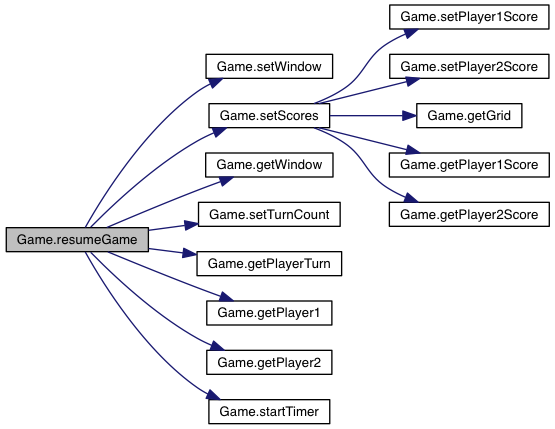 Game.setPlayer1Score
Game.setWindow
Game.setPlayer2Score
Game.setScores
Game.getGrid
Game.getWindow
Game.getPlayer1Score
Game.setTurnCount
Game.getPlayer2Score
Game.resumeGame
Game.getPlayerTurn
Game.getPlayer1
Game.getPlayer2
Game.startTimer